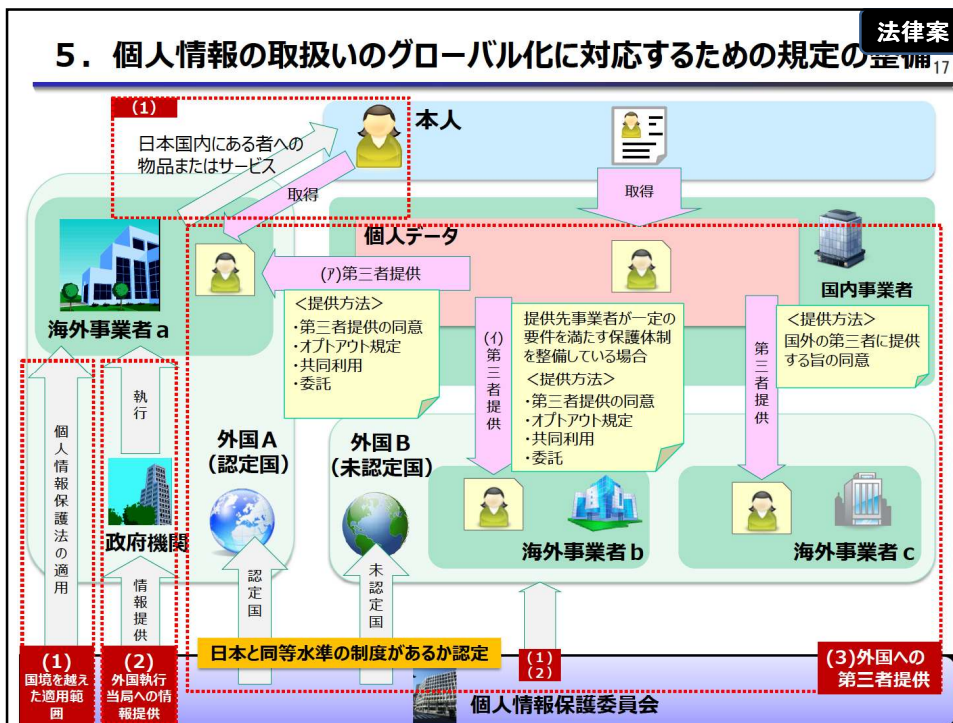 法律案
５．個人情報の取扱いのグローバル化に対応するための規定の整備
17
(1)
本人
日本国内にある者への
物品またはサービス
取得
取得
個人データ
(ｱ)第三者提供
国内事業者
海外事業者a
＜提供方法＞
・第三者提供の同意
・オプトアウト規定
・共同利用
・委託
(ｲ)第三者提供
提供先事業者が一定の
要件を満たす保護体制
を整備している場合
＜提供方法＞
・第三者提供の同意
・オプトアウト規定
・共同利用
・委託
第三者提供
＜提供方法＞
国外の第三者に提供
する旨の同意
執行
個人情報保護法の適用
外国A
（認定国）
外国B
（未認定国）
政府機関
海外事業者b
海外事業者c
情報提供
認定国
未認定国
日本と同等水準の制度があるか認定
(1)
国境を越え
た適用範
囲
(2)
外国執行
当局への情
報提供
(1)
(2)
(3)外国への
第三者提供
個人情報保護委員会